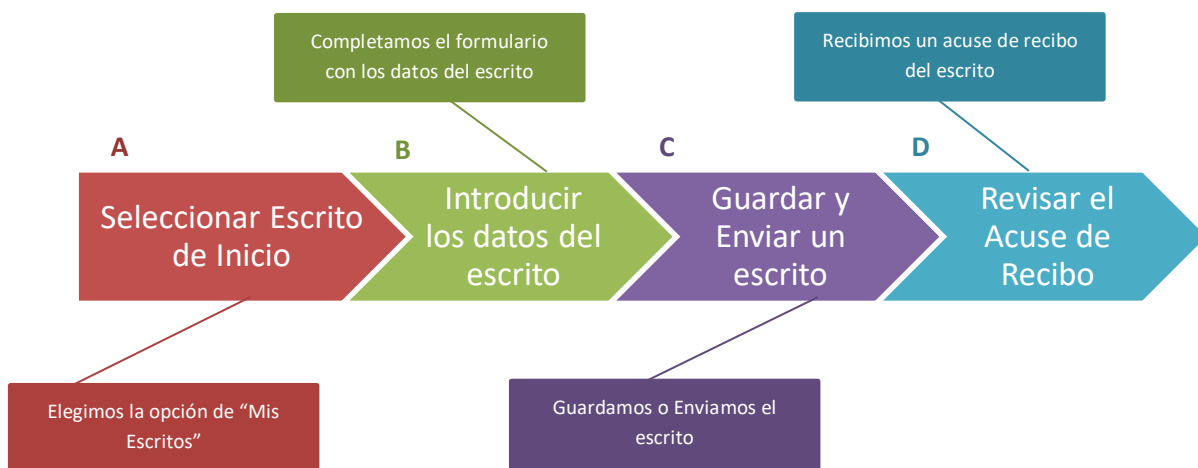 Completamos el formulario
con los datos del escrito
Recibimos un acuse de recibo
del escrito
A
B
C
D
Seleccionar Escrito
de Inicio
Introducir
los datos del
escrito
Guardar y
Enviar un
escrito
Revisar el
Acuse de
Recibo
Elegimos la opción de “Mis
Escritos”
Guardamos o Enviamos el
escrito